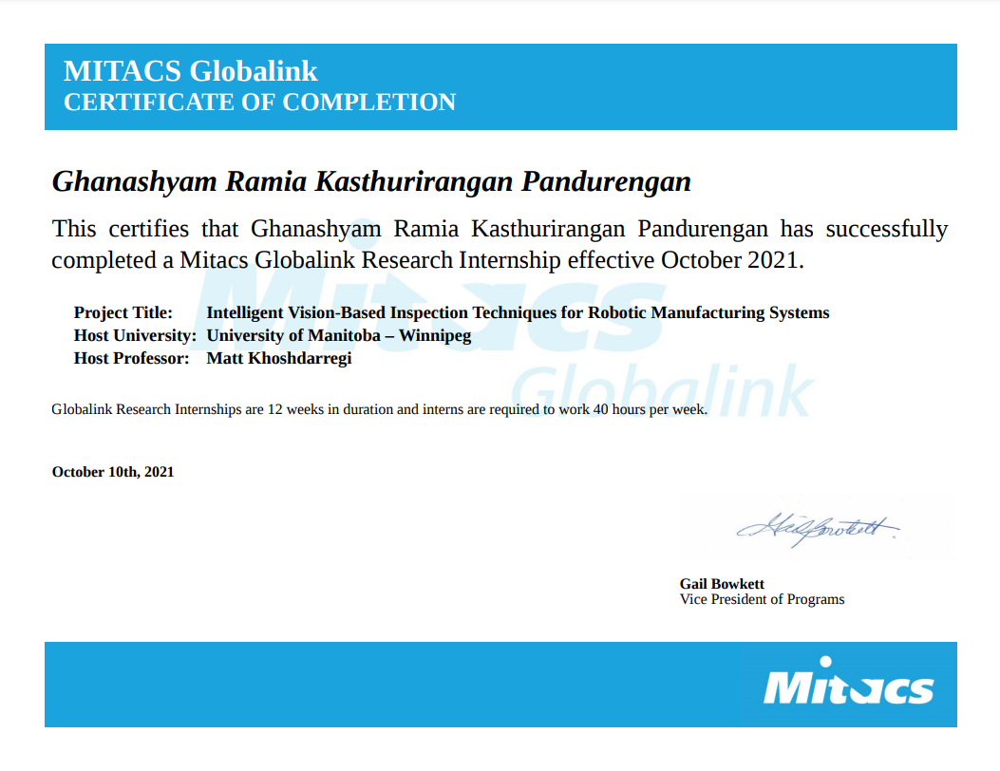 MITACS Globalink
CERTIFICATE OF COMPLETION
Ghanashyam Ramia Kasthurirangan Pandurengan
This certifies that Ghanashyam Ramia Kasthurirangan Pandurengan has successfully
completed a Mitacs Globalink Research Internship effective October 2021.
Mitacs
Globalink
Project Title: Intelligent Vision-Based Inspection Techniques for Robotic Manufacturing Systems
Host University: University of Manitoba – Winnipeg
Host Professor: Matt Khoshdarregi
Globalink Research Internships are 12 weeks in duration and interns are required to work 40 hours per week.
October 10th, 2021
Gail Bowkett
Gail Bowkett
Vice President of Programs
Mitacs